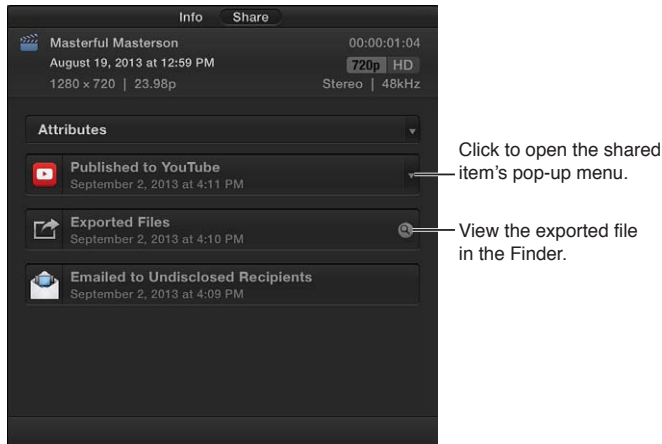 Info Share
Masterful Masterson 00:00:01:04
August 19, 2013 at 12:59 PM 720p HD
1280 × 720 | 23.98p Stereo | 48kHz
Attributes
Published to YouTube
September 2, 2013 at 4:11 PM
Click to open the shared
item's pop-up menu.
Exported Files
September 2, 2013 at 4:10 PM
View the exported file
in the Finder.
Emailed to Undisclosed Recipients
September 2, 2013 at 4:09 PM